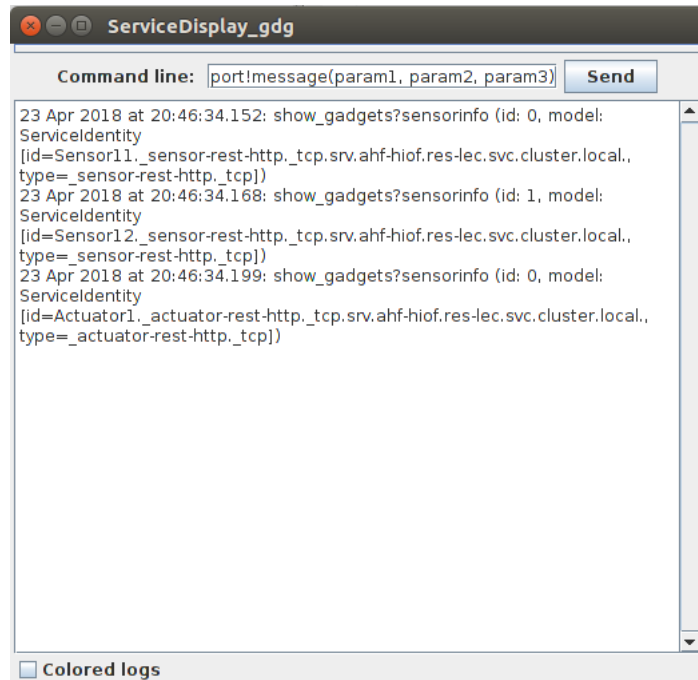 ServiceDisplay_gdg
Command line: port!message(param1, param2, param3) Send
23 Apr 2018 at 20:46:34.152: show_gadgets?sensorinfo (id: 0, model:
ServiceIdentity
[id=Sensor11._sensor-rest-http._tcp.srv.ahf-hiof.res-lec.svc.cluster.local.,
type=_sensor-rest-http._tcp])
23 Apr 2018 at 20:46:34.168: show_gadgets?sensorinfo (id: 1, model:
ServiceIdentity
[id=Sensor12._sensor-rest-http._tcp.srv.ahf-hiof.res-lec.svc.cluster.local.,
type=_sensor-rest-http._tcp])
23 Apr 2018 at 20:46:34.199: show_gadgets?sensorinfo (id: 0, model:
ServiceIdentity
[id=Actuator1._actuator-rest-http._tcp.srv.ahf-hiof.res-lec.svc.cluster.local.,
type=_actuator-rest-http._tcp])
Colored logs